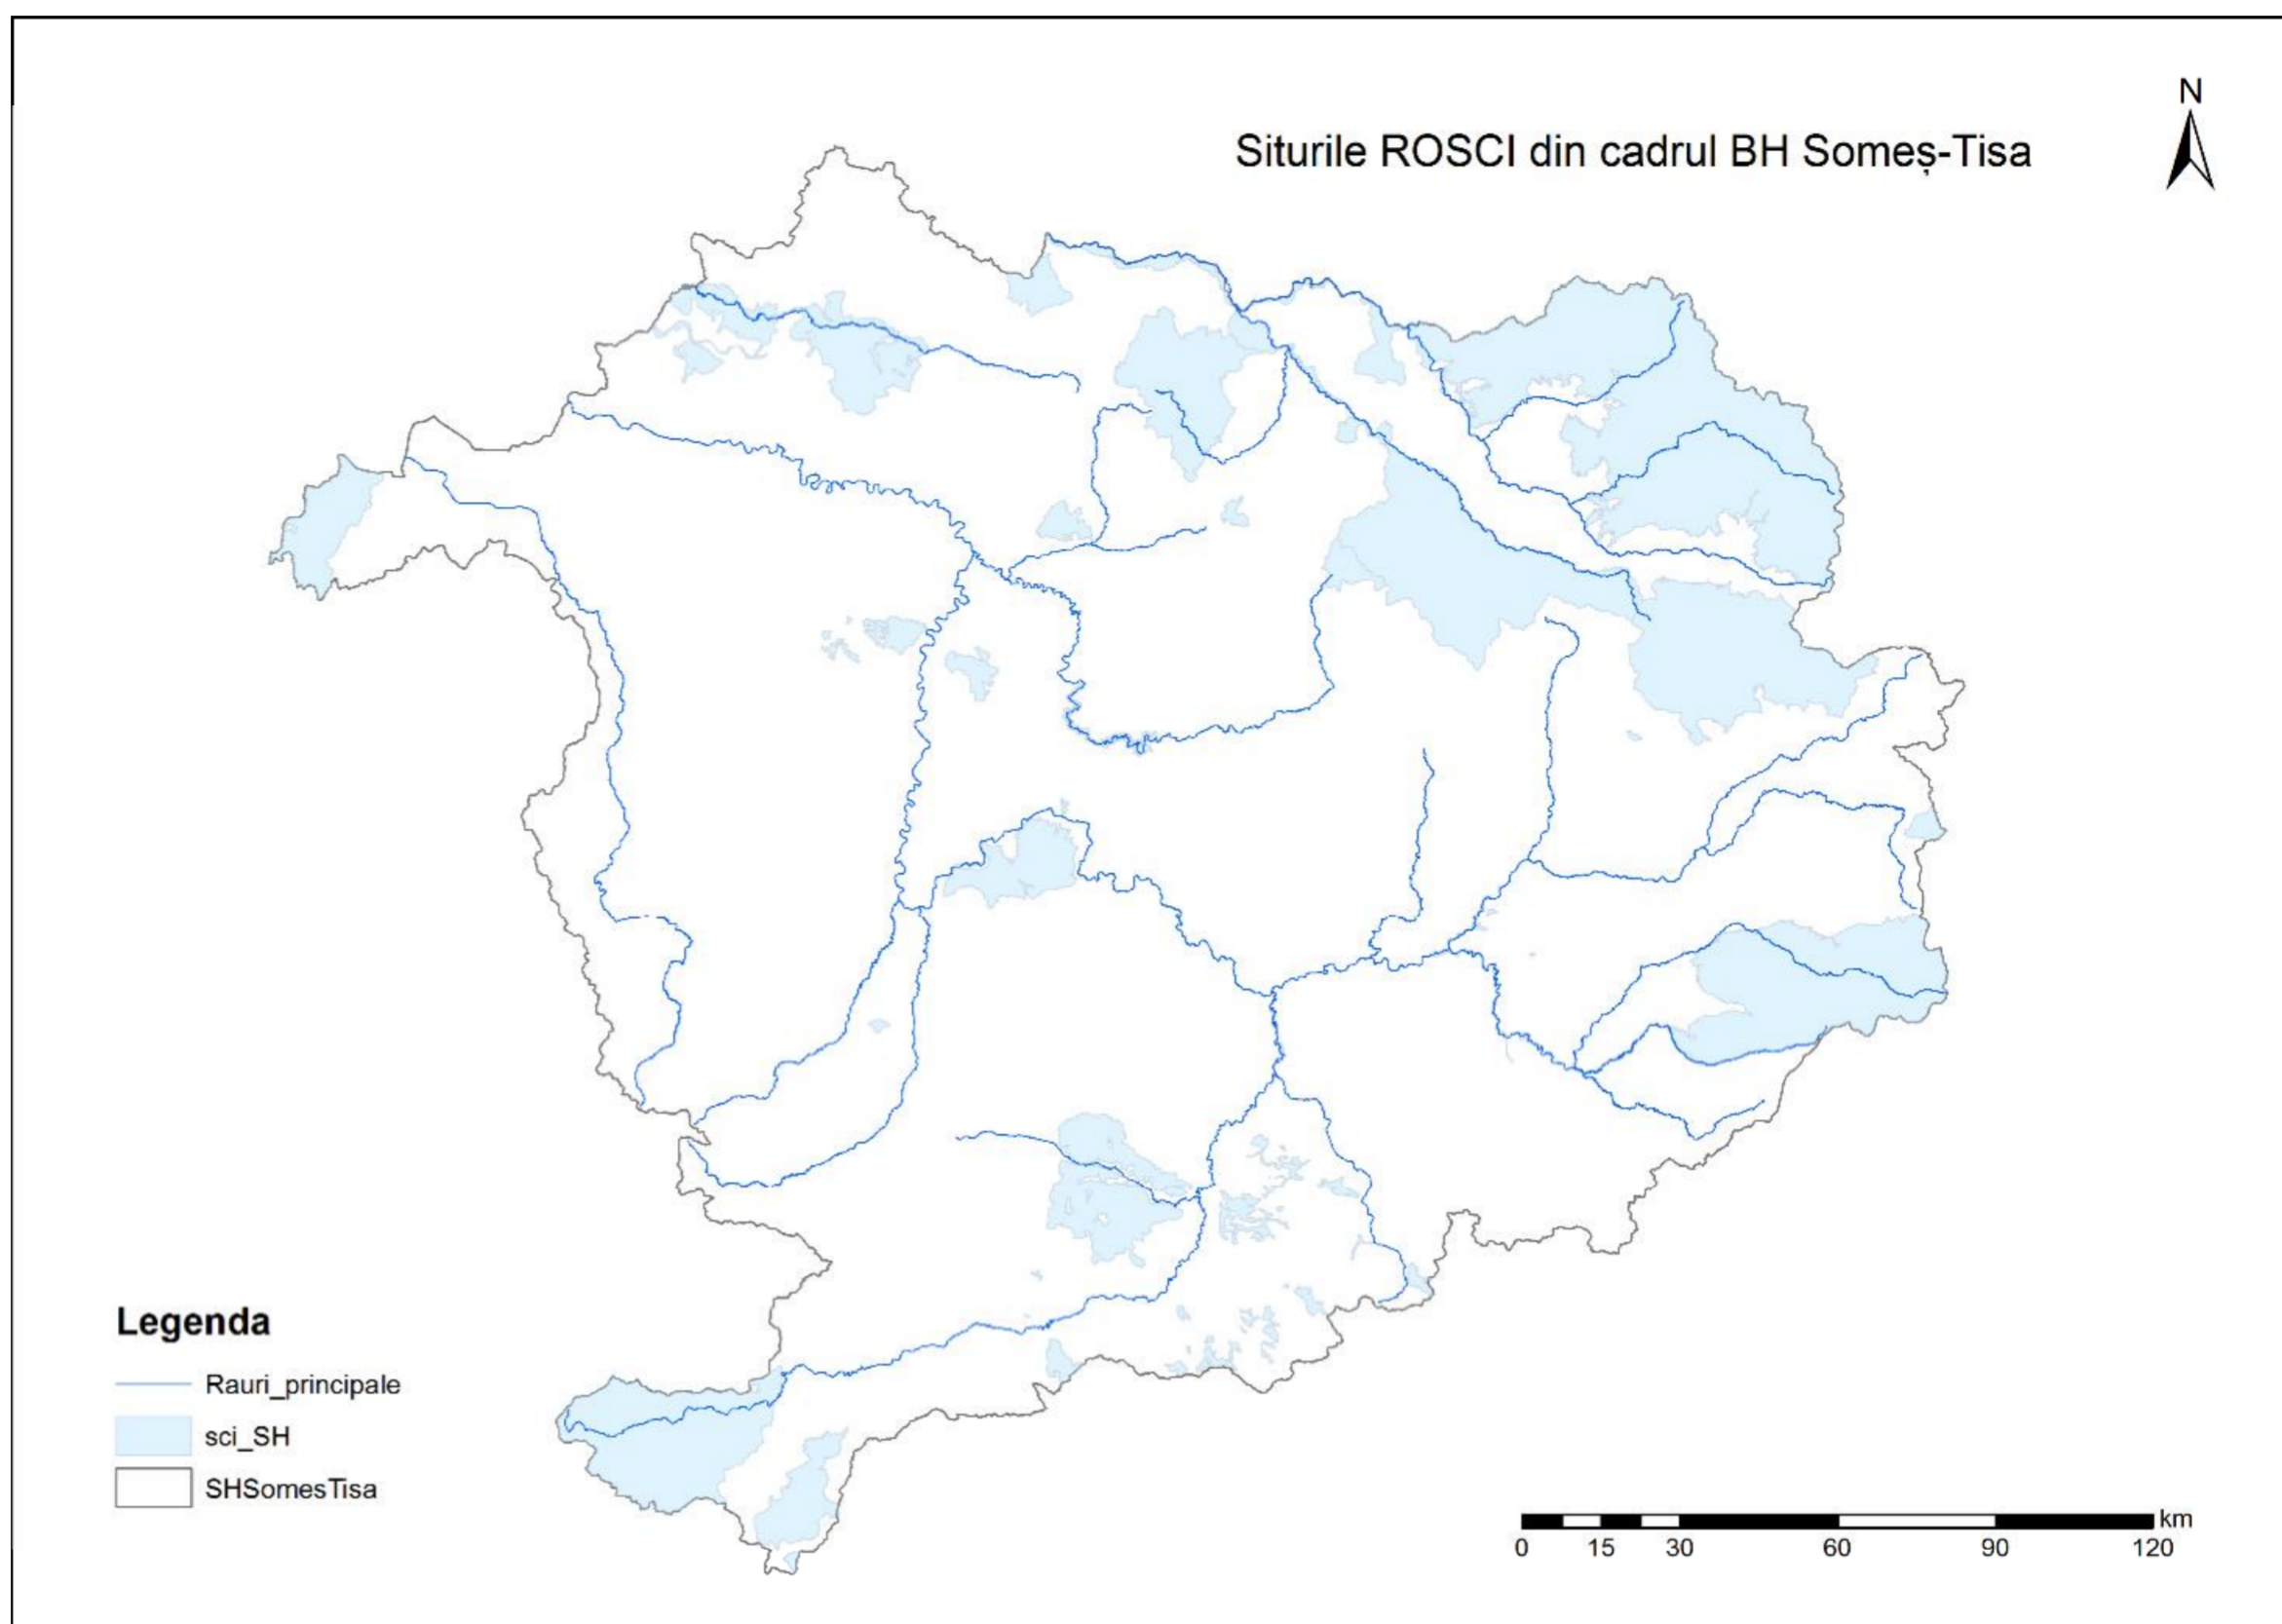 N
Siturile ROSCI din cadrul BH Someș-Tisa
Legenda
Rauri_principale
sci_SH
SHSomesTisa
km
0 15 30 60 90 120